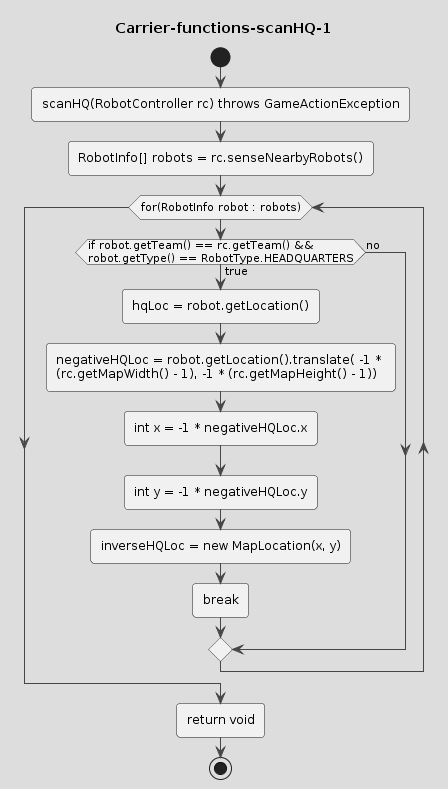 Carrier-functions-scanHQ-1
scanHQ(RobotController rc) throws GameActionException
RobotInfo[] robots = rc.senseNearbyRobots()
for(RobotInfo robot : robots)
if robot.getTeam() == rc.getTeam() &&
robot.getType() == RobotType.HEADQUARTERS
no
true
hqLoc = robot.getLocation()
negativeHQLoc = robot.getLocation().translate( -1 *
(rc.getMapWidth() - 1), -1 * (rc.getMapHeight() - 1))
int x = -1 * negativeHQLoc.x
int y = -1 * negativeHQLoc.y
inverseHQLoc = new MapLocation(x, y)
break
return void